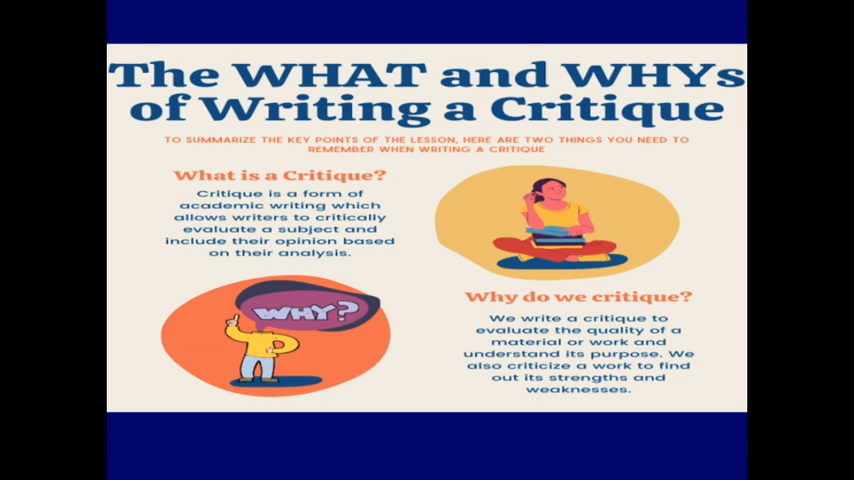 The WHAT and WHYs
of Writing a Critique
TO SUMMARIZE THE KEY POINTS OF THE LESSON, HERE ARE TWO THINGS YOU NEED TO
REMEMBER WHEN WRITING A CRITIQUE
What is a Critique?
Critique is a form of
academic writing which
allows writers to critically
evaluate a subject and
include their opinion based
on their analysis.
WHY?
Why do we critique?
We write a critique to
evaluate the quality of a
material or work and
understand its purpose. We
also criticize a work to find
out its strengths and
weaknesses.